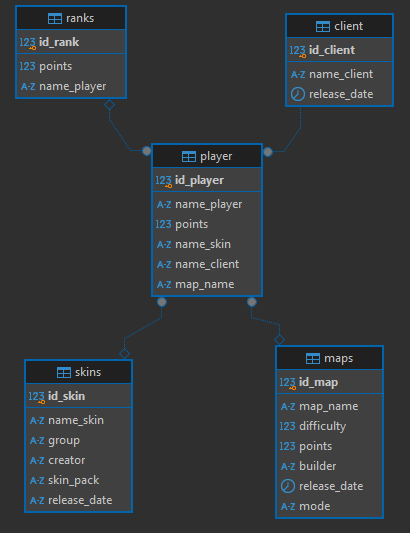 ranks
123 id_rank
123 points
A-Z name_player
client
123 id_client
A-Z name_client
release_date
player
123 id_player
A-Z name_player
123 points
A-Z name_skin
A-Z name_client
A-Z map_name
skins
123 id_skin
A-Z name_skin
A-Z group
A-Z creator
A-Z skin_pack
A-Z release_date
maps
123 id_map
A-Z map_name
123 difficulty
123 points
A-Z builder
release_date
A-Z mode